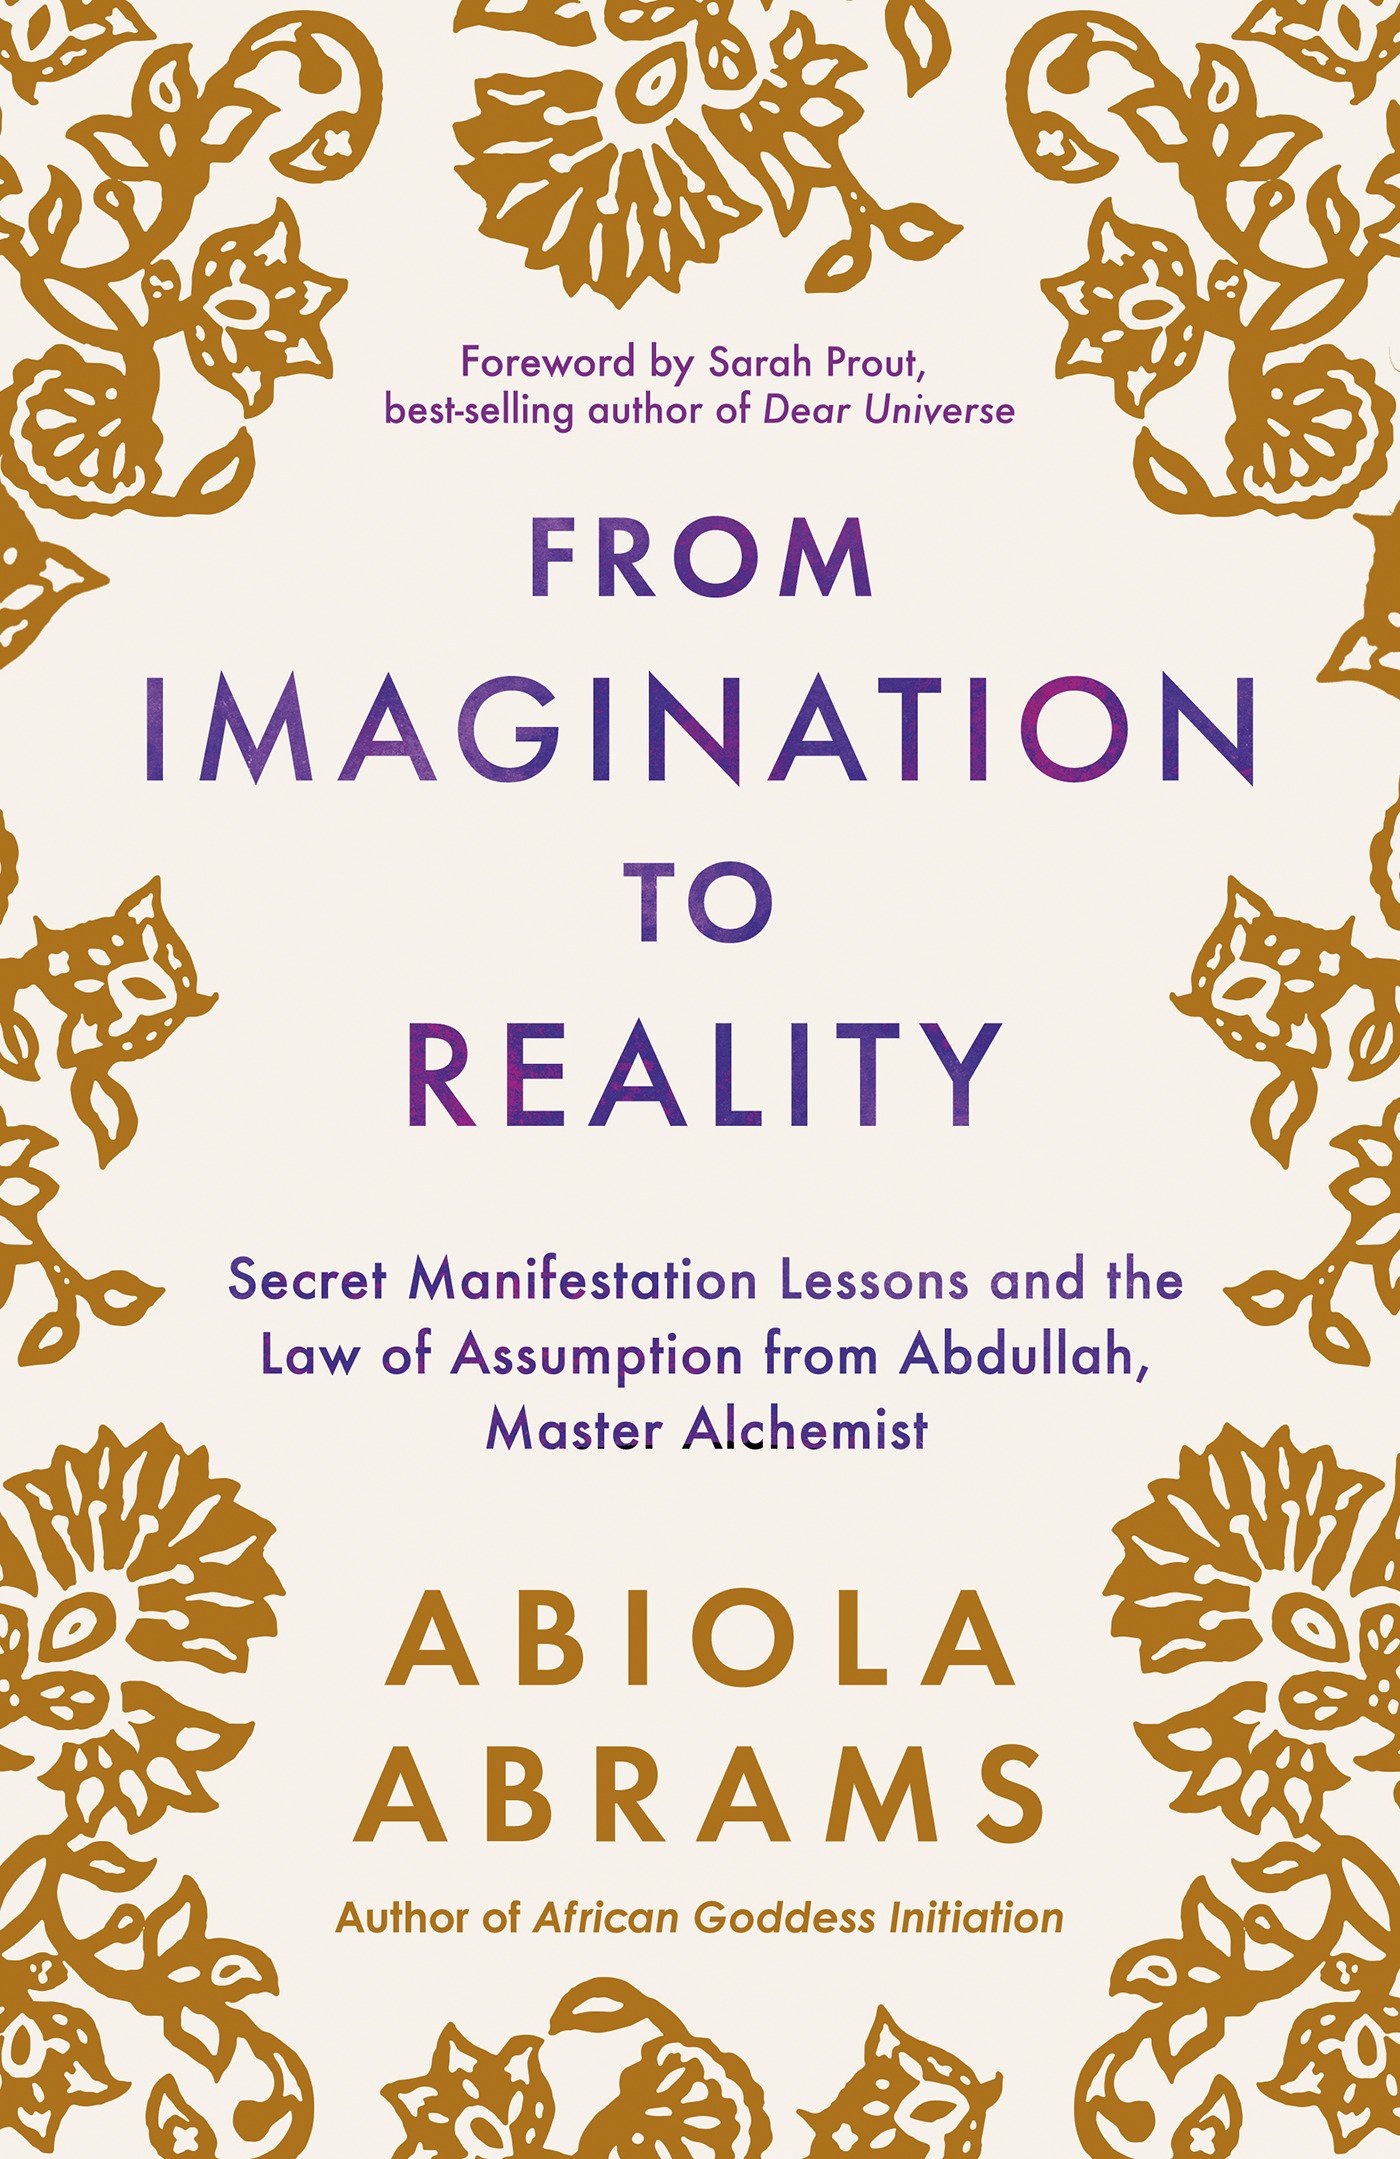 Foreword by Sarah Prout,
best-selling author of Dear Universe
FROM
IMAGINATION
TO
REALITY
Secret Manifestation Lessons and the
Law of Assumption from Abdullah,
Master Alchemist
ABIOLA
ABRAMS
Author of African Goddess Initiation